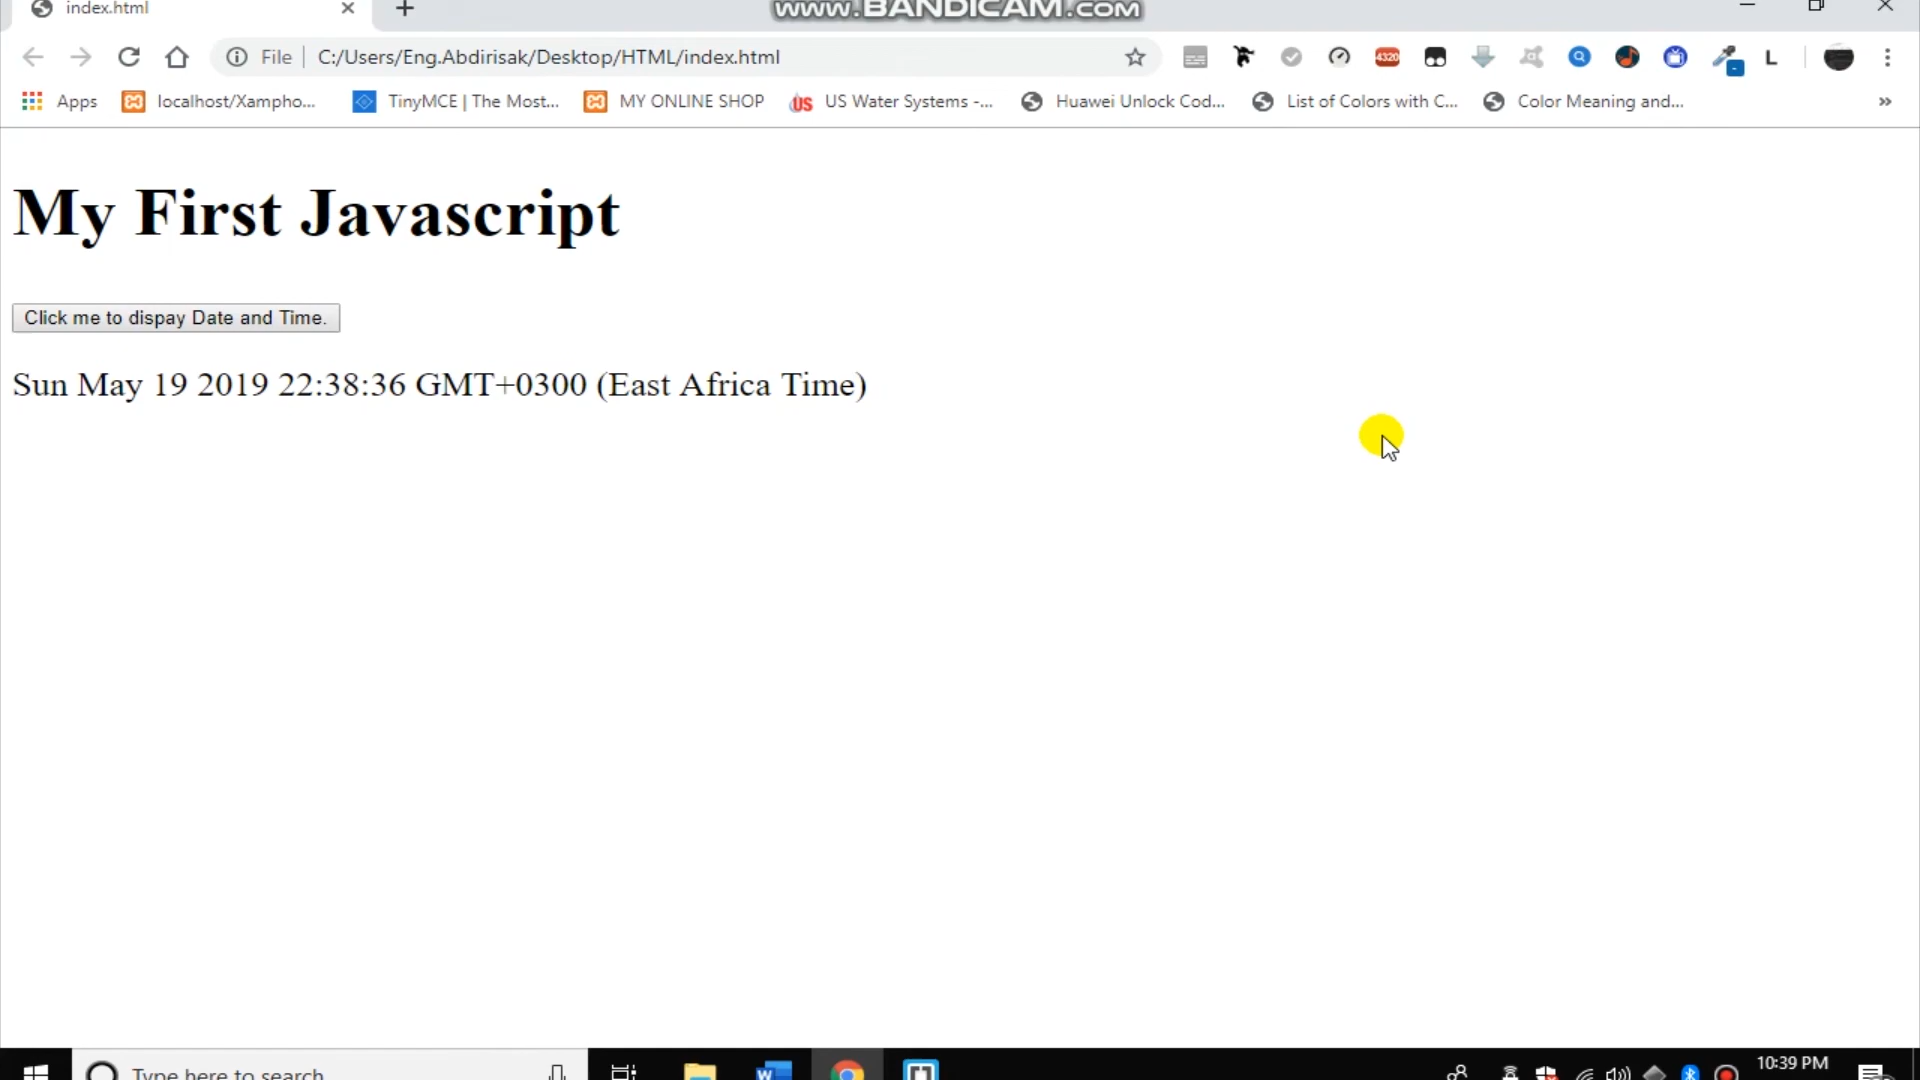 index.html
www.BANDICAM.com
File
C:/Users/Eng.Abdirisak/Desktop/HTML/index.html
4320
L
Apps
localhost/Xampho...
TinyMCE | The Most...
MY ONLINE SHOP
us US Water Systems -...
Huawei Unlock Cod...
List of Colors with C...
Color Meaning and...
»
My First Javascript
Click me to dispay Date and Time.
Sun May 19 2019 22:38:36 GMT+0300 (East Africa Time)
Type here to search
10:39 PM